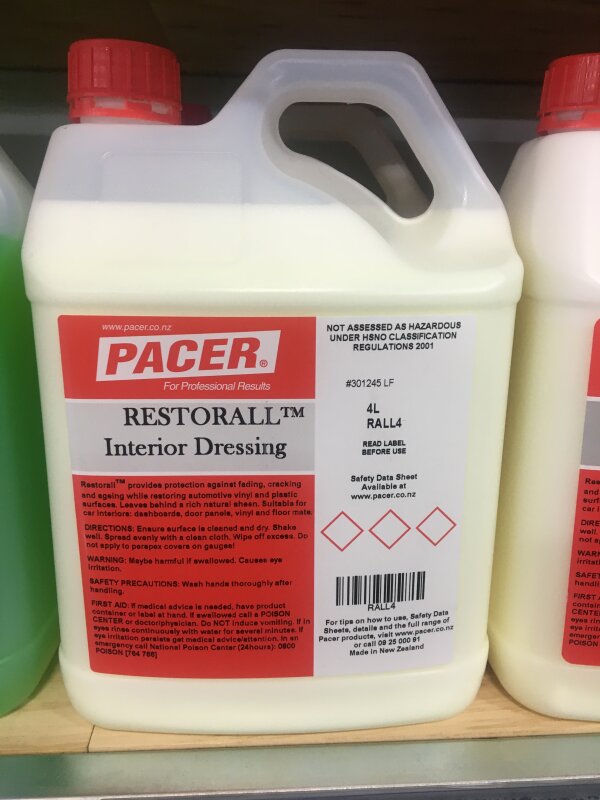 www.pacer.co.nz
PACER®
For Professional Results
RESTORALL™
Interior Dressing
Restorall™ provides protection against fading, cracking
and ageing while restoring automotive vinyl and plastic
surfaces. Leaves behind a rich natural sheen. Suitable for
car interiors: dashboards, door panels, vinyl and floor mats.
DIRECTIONS: Ensure surface is cleaned and dry. Shake
well. Spread evenly with a clean cloth. Wipe off excess. Do
not apply to perspex covers on gauges!
WARNING: Maybe harmful if swallowed. Causes eye
irritation.
SAFETY PRECAUTIONS: Wash hands thoroughly after
handling.
FIRST AID: If medical advice is needed, have product
container or label at hand. If swallowed call a POISON
CENTER or doctor/physician. Do NOT induce vomiting. If in
eyes rinse continuously with water for several minutes. If
eye irritation persists get medical advice/attention. In an
emergency call National Poison Center (24hours): 0800
POISON [764 766]
NOT ASSESSED AS HAZARDOUS
UNDER HSNO CLASSIFICATION
REGULATIONS 2001
#301245 LF
4L
RALL4
READ LABEL
BEFORE USE
Safety Data Sheet
Available at
www.pacer.co.nz
RALL4
For tips on how to use, Safety Data
Sheets, details and the full range of
Pacer products, visit www.pacer.co.nz
or call 09 25 000 91
Made in New Zealand